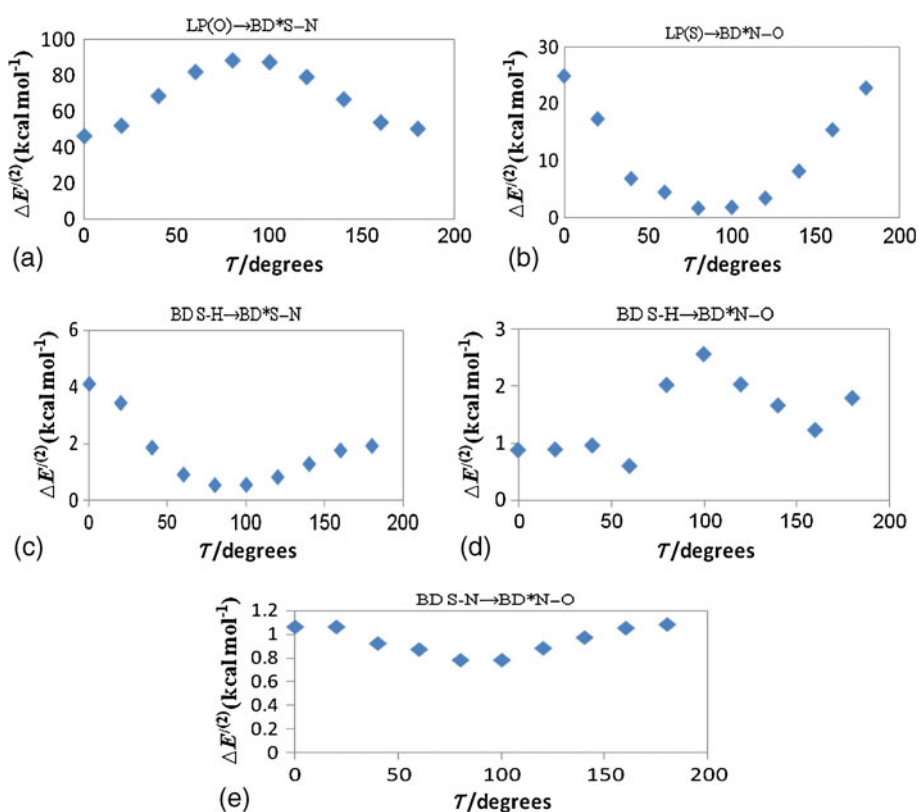 LP(O)→BD*S–N
ΔE/(2)(kcal mol-1)
100
80
60
40
20
0
0 50 100 150 200
(a)
τ/degrees
LP(S)→BD*N–O
ΔE/(2)(kcal mol-1)
30
20
10
0
0 50 100 150 200
(b)
τ/degrees
BD S-H→BD*S–N
ΔE/(2)(kcal mol-1)
6
4
2
0
0 50 100 150 200
(c)
τ/degrees
BD S-H→BD*N–O
ΔE/(2)(kcal mol-1)
3
2
1
0
0 50 100 150 200
(d)
τ/degrees
BD S-N→BD*N–O
ΔE/(2)(kcal mol-1)
1.2
1
0.8
0.6
0.4
0.2
0
0 50 100 150 200
(e)
τ/degrees